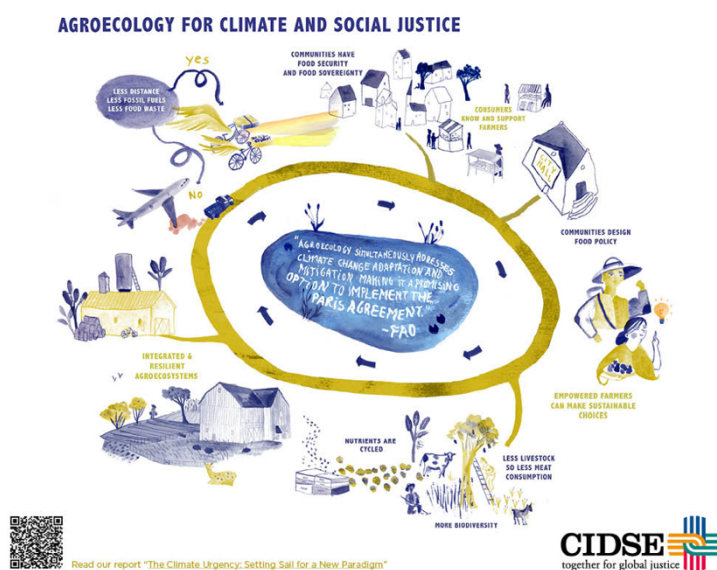 AGROECOLOGY FOR CLIMATE AND SOCIAL JUSTICE
yes
LESS DISTANCE
LESS FOSSIL FUELS
LESS FOOD WASTE
NO
COMMUNITIES HAVE
FOOD SECURITY
AND FOOD SOVEREIGNTY
CONSUMERS
KNOW AND SUPPORT
FARMERS
CITY
HALL
COMMUNITIES DESIGN
FOOD POLICY
"AGROECOLOGY SIMULTANEOUSLY ADRESSES
CLIMATE CHANGE ADAPTATION AND
MITIGATION MAKING IT A PROMISING
OPTION TO IMPLEMENT THE
PARIS AGREEMENT."
-FAO
INTEGRATED &
RESILIENT
AGROECOSYSTEMS
EMPOWERED FARMERS
CAN MAKE SUSTAINABLE
CHOICES
NUTRIENTS ARE
CYCLED
LESS LIVESTOCK
SO LESS MEAT
CONSUMPTION
MORE BIODIVERSITY
Read our report "The Climate Urgency: Setting Sail for a New Paradigm"
CIDSE
together for global justice